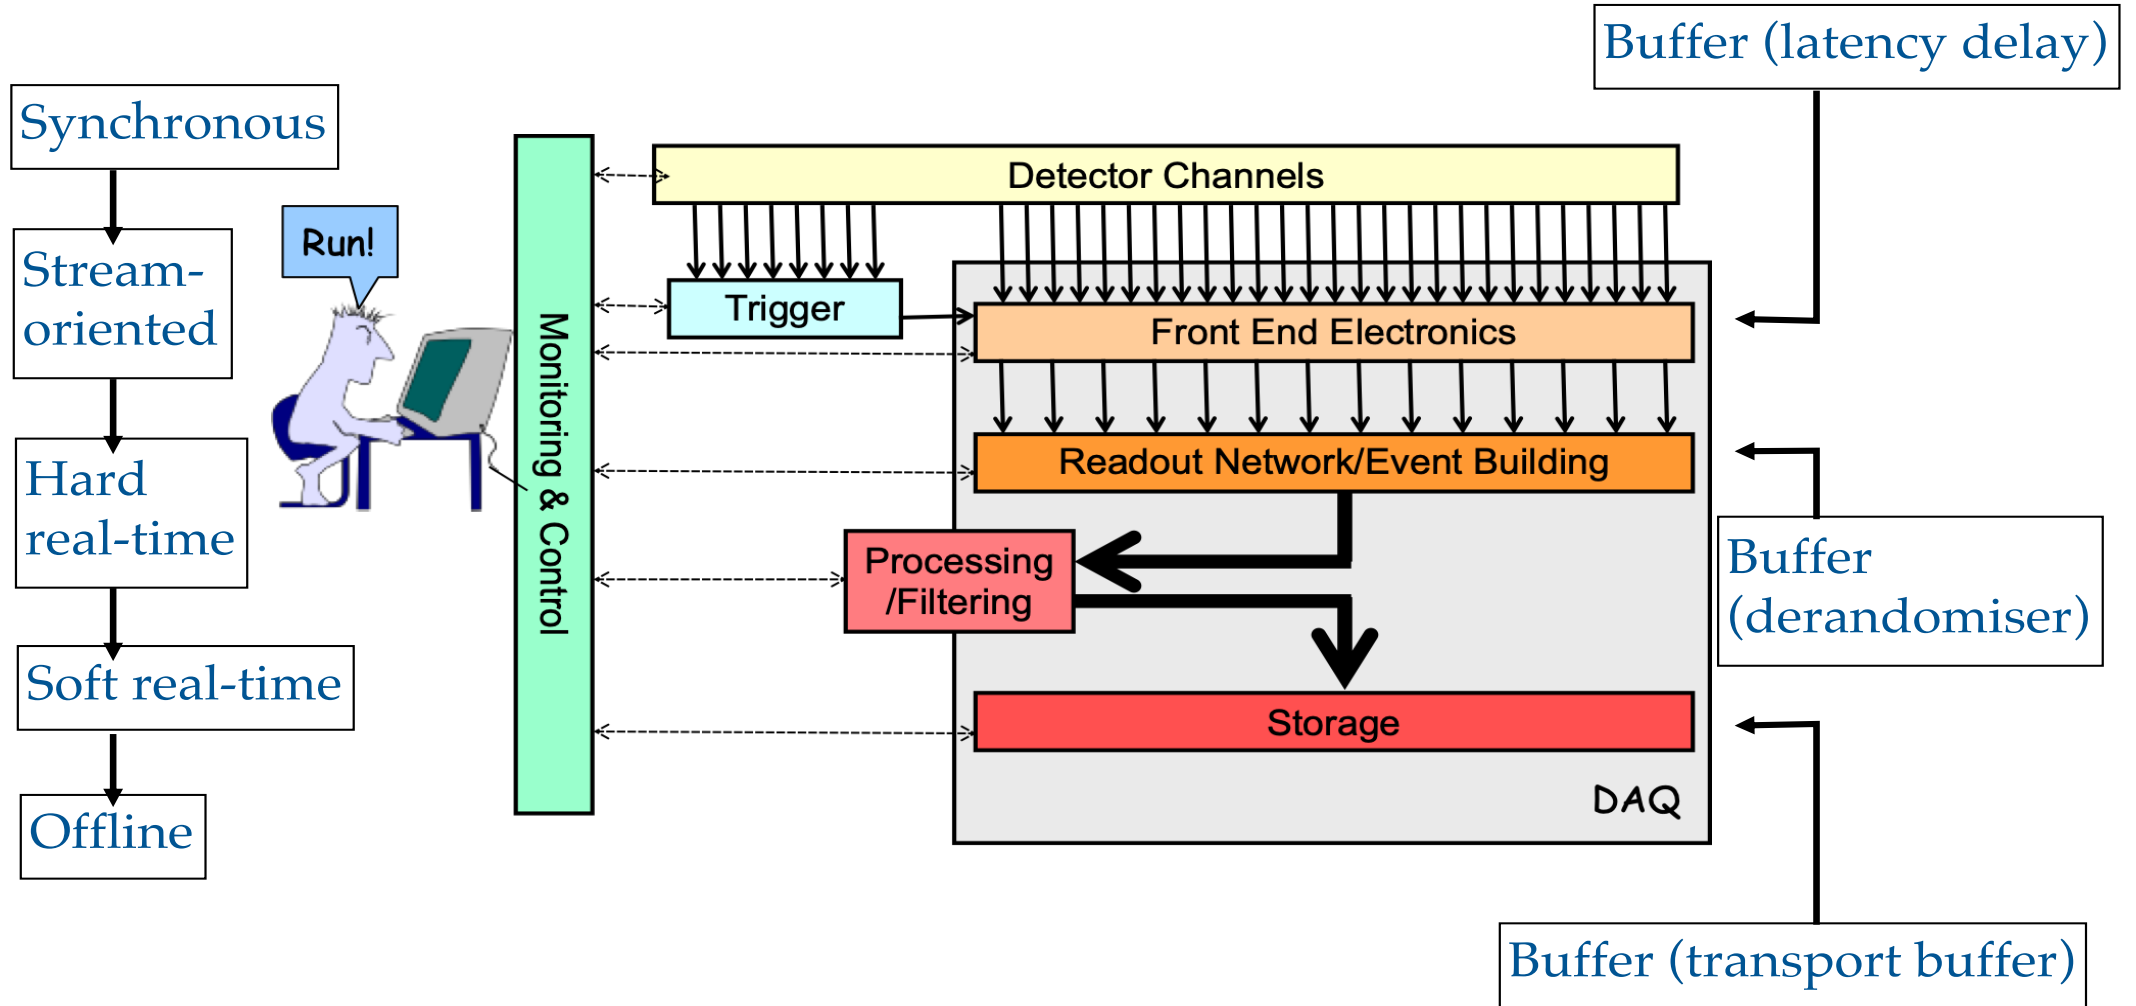 Buffer (latency delay)
Synchronous
Detector Channels
Run!
Stream-
oriented
Trigger
Front End Electronics
Monitoring & Control
Hard
real-time
Readout Network/Event Building
Processing
/Filtering
Buffer
(derandomiser)
Soft real-time
Storage
DAQ
Offline
Buffer (transport buffer)